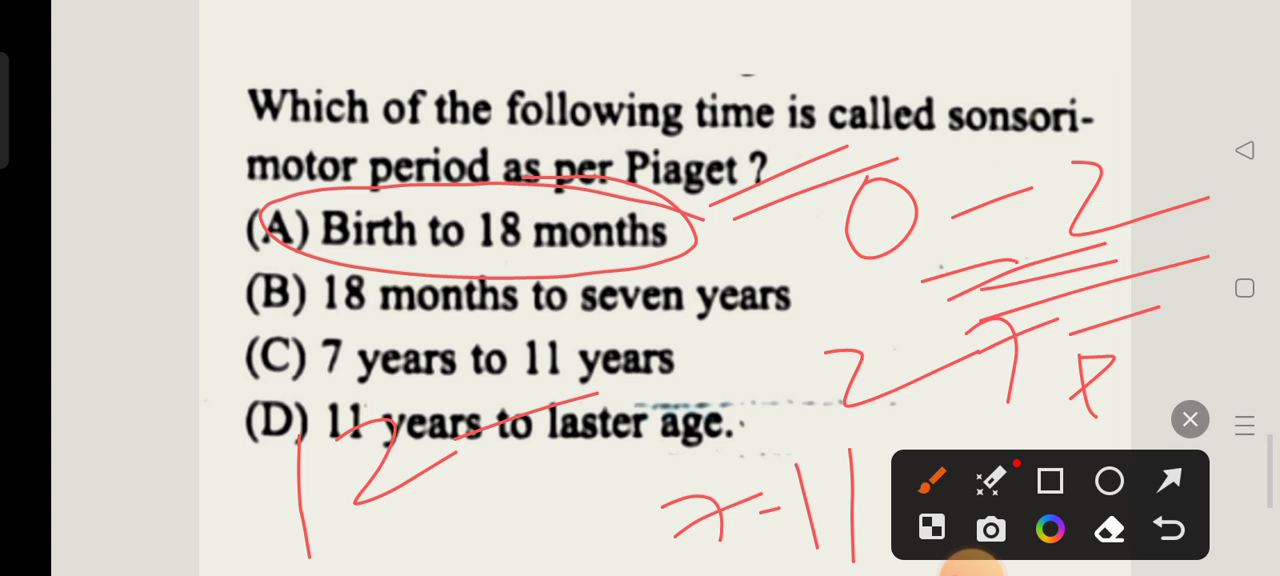 Which of the following time is called sonsori-
motor period as per Piaget ?
(A) Birth to 18 months
0 - 2
(B) 18 months to seven years
2 - 7
(C) 7 years to 11 years
(D) 11 years to laster age.
12
7 - 11